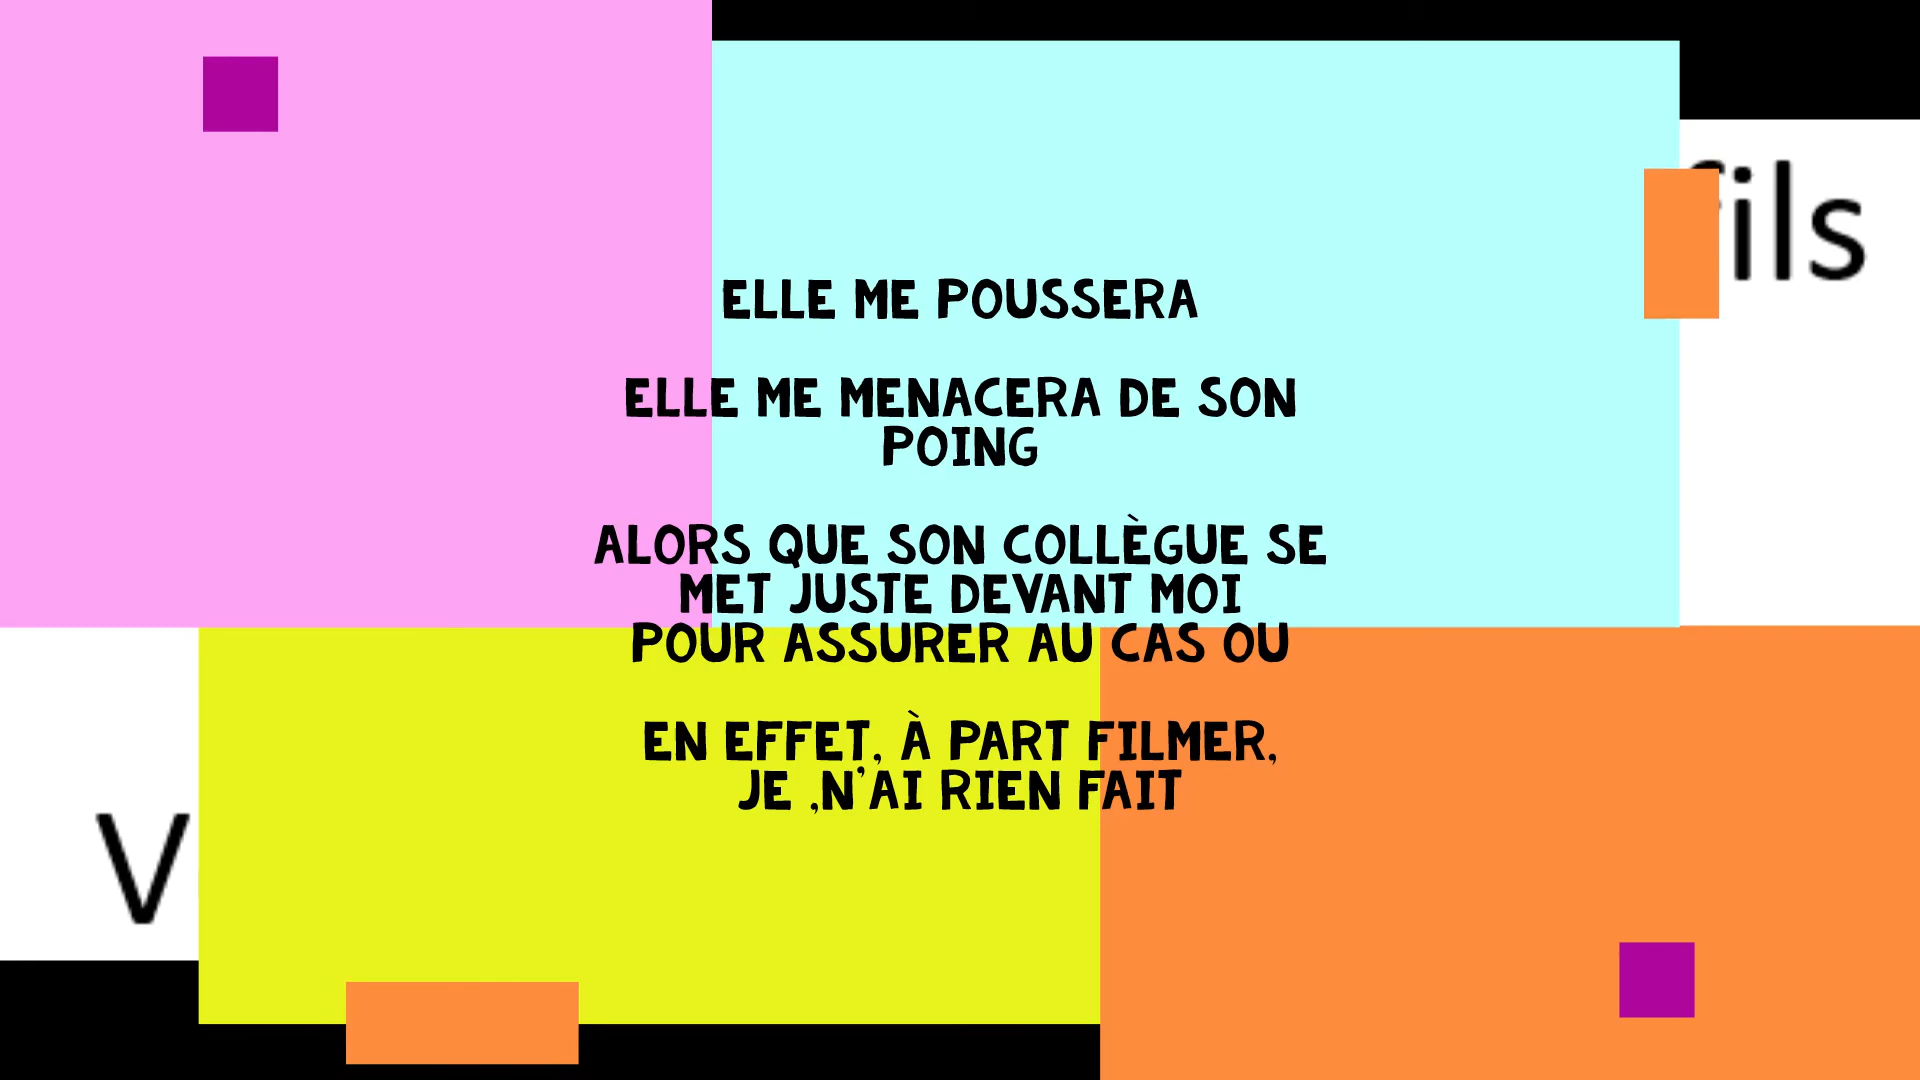 fils
ELLE ME POUSSERA
ELLE ME MENACERA DE SON
POING
ALORS QUE SON COLLÈGUE SE
MET JUSTE DEVANT MOI
POUR ASSURER AU CAS OU
EN EFFET, À PART FILMER,
JE ,N'AI RIEN FAIT
V